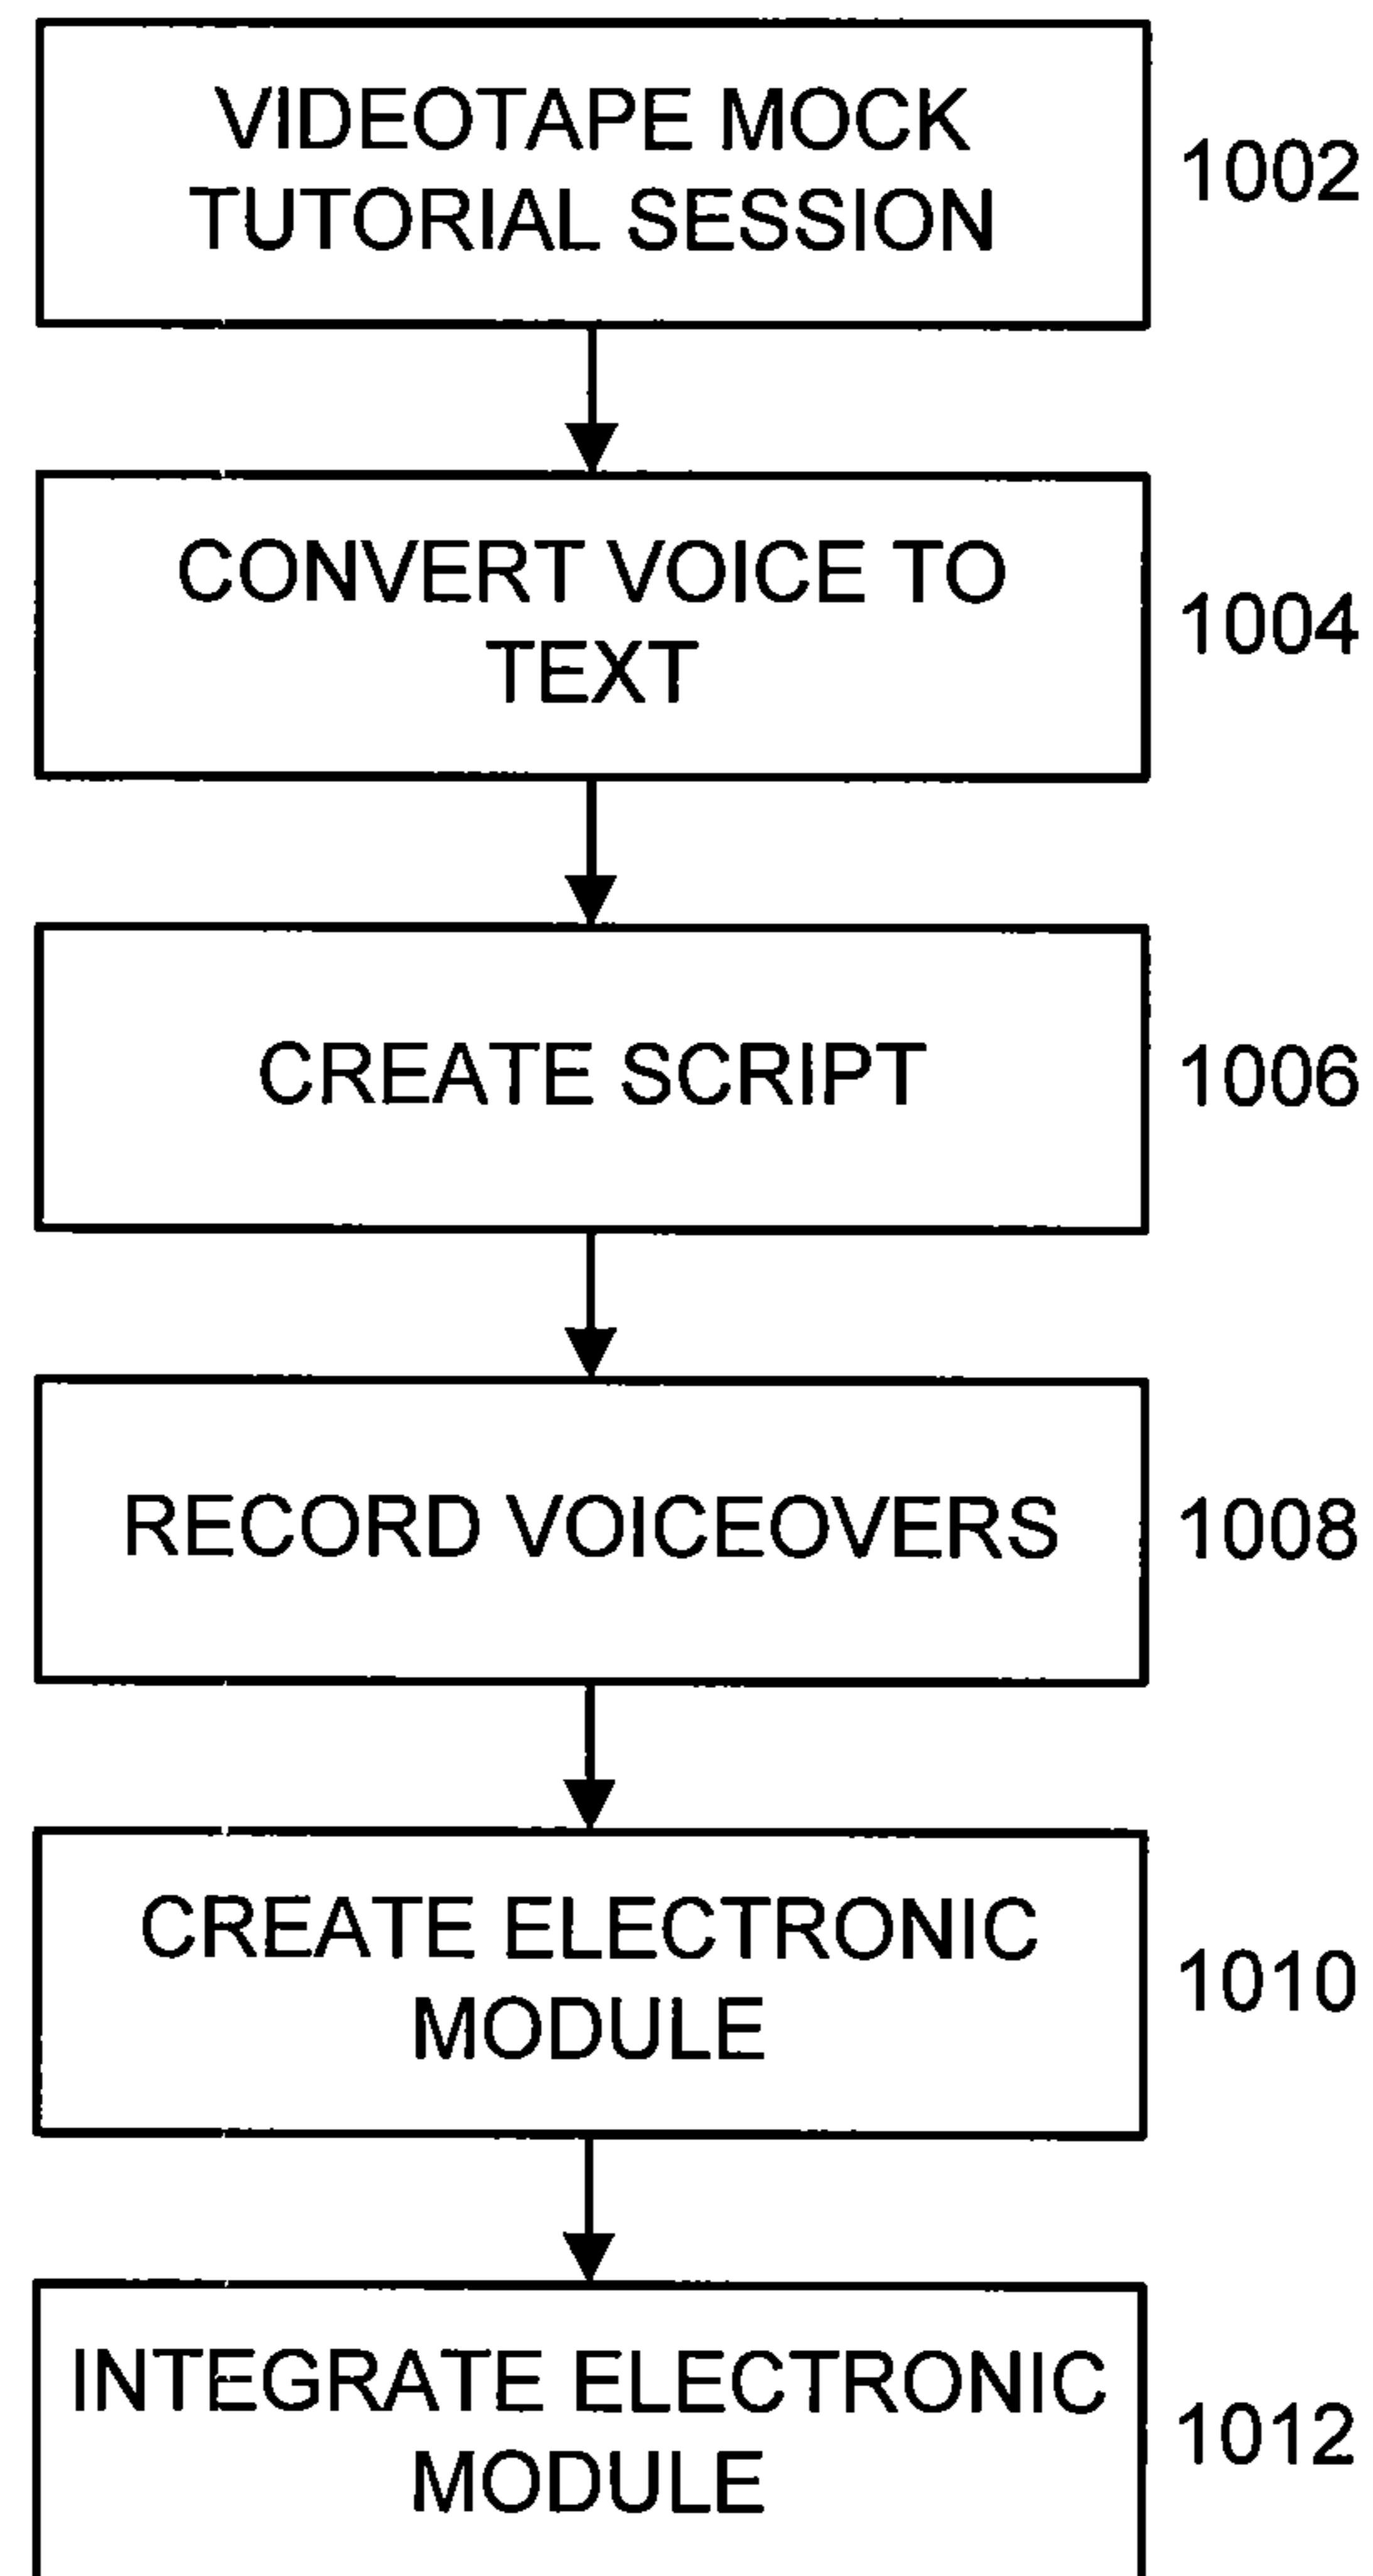 VIDEOTAPE MOCK
TUTORIAL SESSION
1002
CONVERT VOICE TO
TEXT
1004
CREATE SCRIPT
1006
RECORD VOICEOVERS
1008
CREATE ELECTRONIC
MODULE
1010
INTEGRATE ELECTRONIC
MODULE
1012